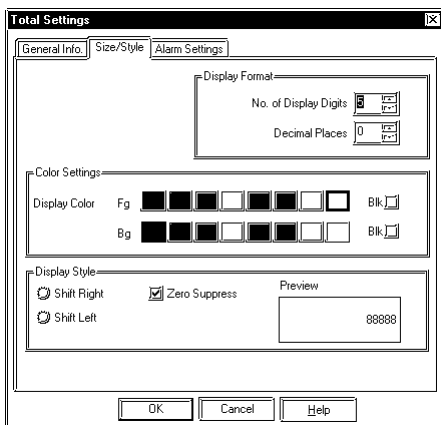 Total Settings
General Info. Size/Style Alarm Settings
Display Format
No. of Display Digits 5
Decimal Places 0
Color Settings
Display Color Fg Blk
Bg Blk
Display Style
Shift Right Zero Suppress Preview
Shift Left 88888
OK Cancel Help